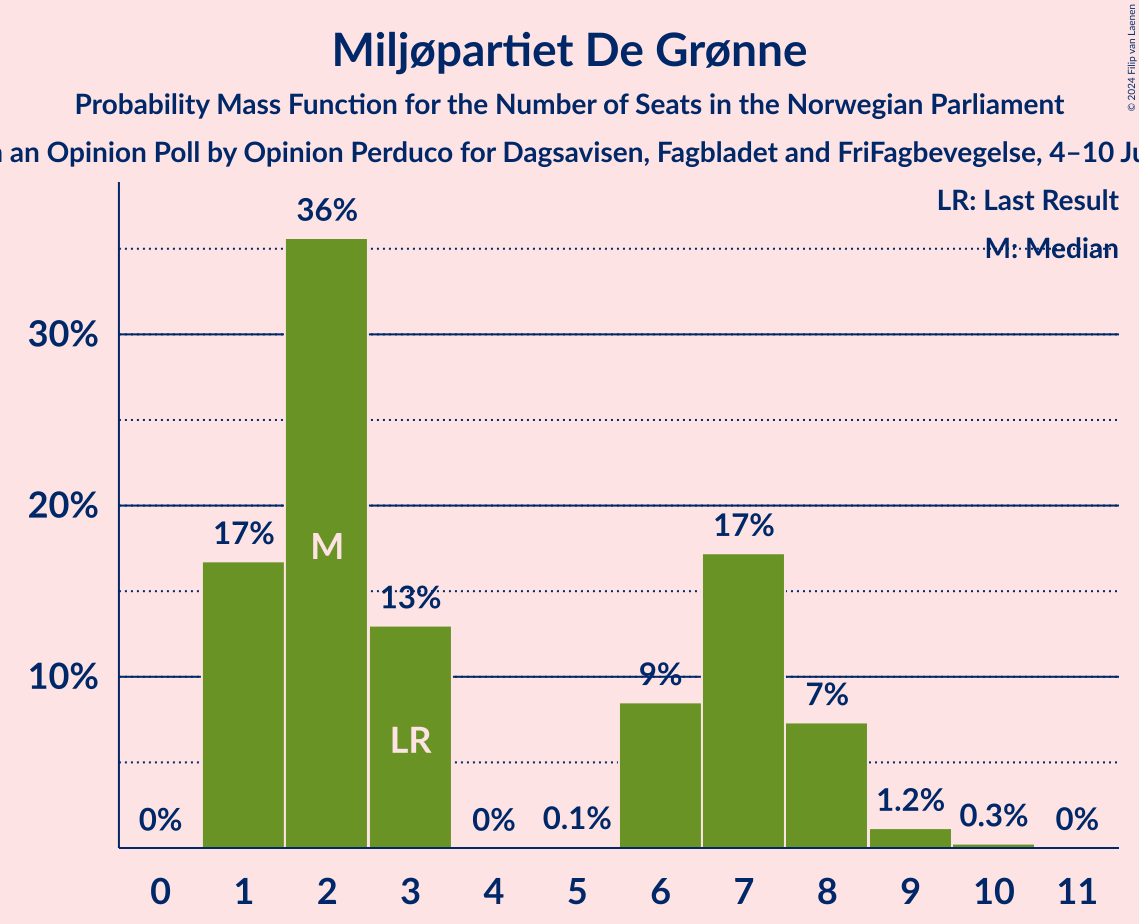 Miljøpartiet De Grønne
Probability Mass Function for the Number of Seats in the Norwegian Parliament
an Opinion Poll by Opinion Perduco for Dagsavisen, Fagbladet and FriFagbevegelse, 4–10
© 2024 Filip van Laenen
LR: Last Result
M: Median
36%
30%
20%
17%
17%
M
13%
10%
9%
7%
LR
1.2%
0.3%
0%
0%
0.1%
0%
0 1 2 3 4 5 6 7 8 9 10 11